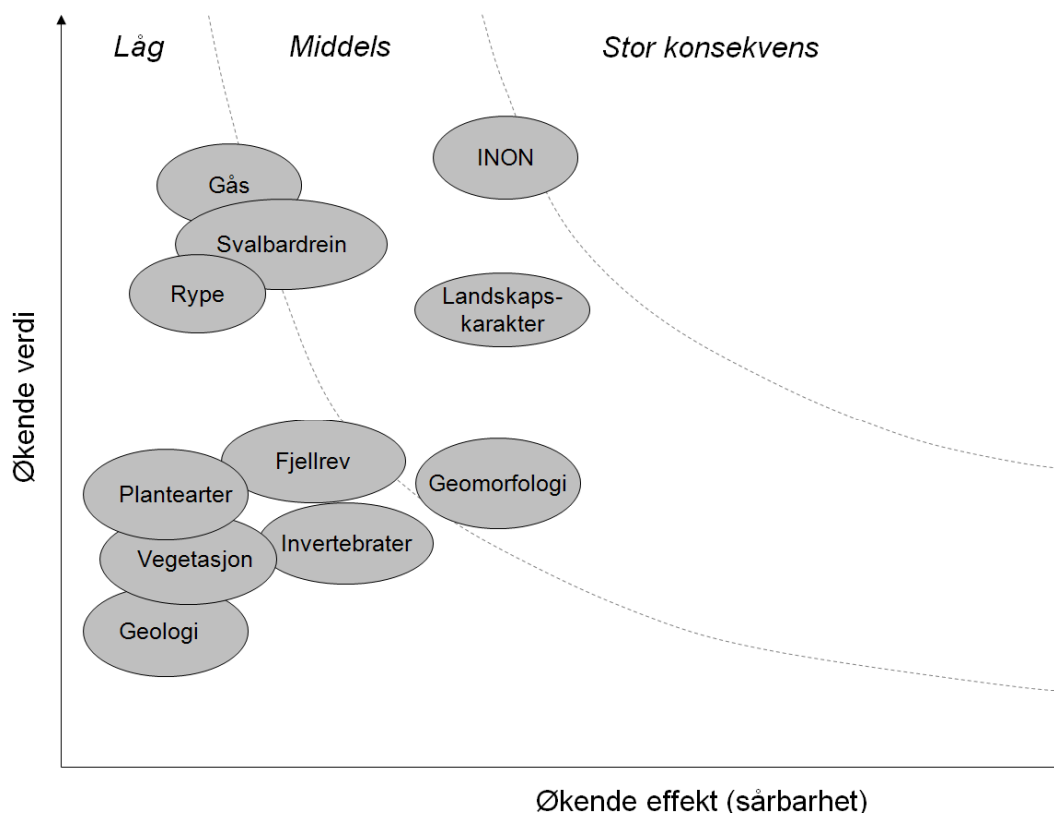 Låg
Middels
Stor konsekvens
INON
Gås
Svalbardrein
Rype
Landskaps-
karakter
Økende verdi
Fjellrev
Geomorfologi
Plantearter
Invertebrater
Vegetasjon
Geologi
Økende effekt (sårbarhet)